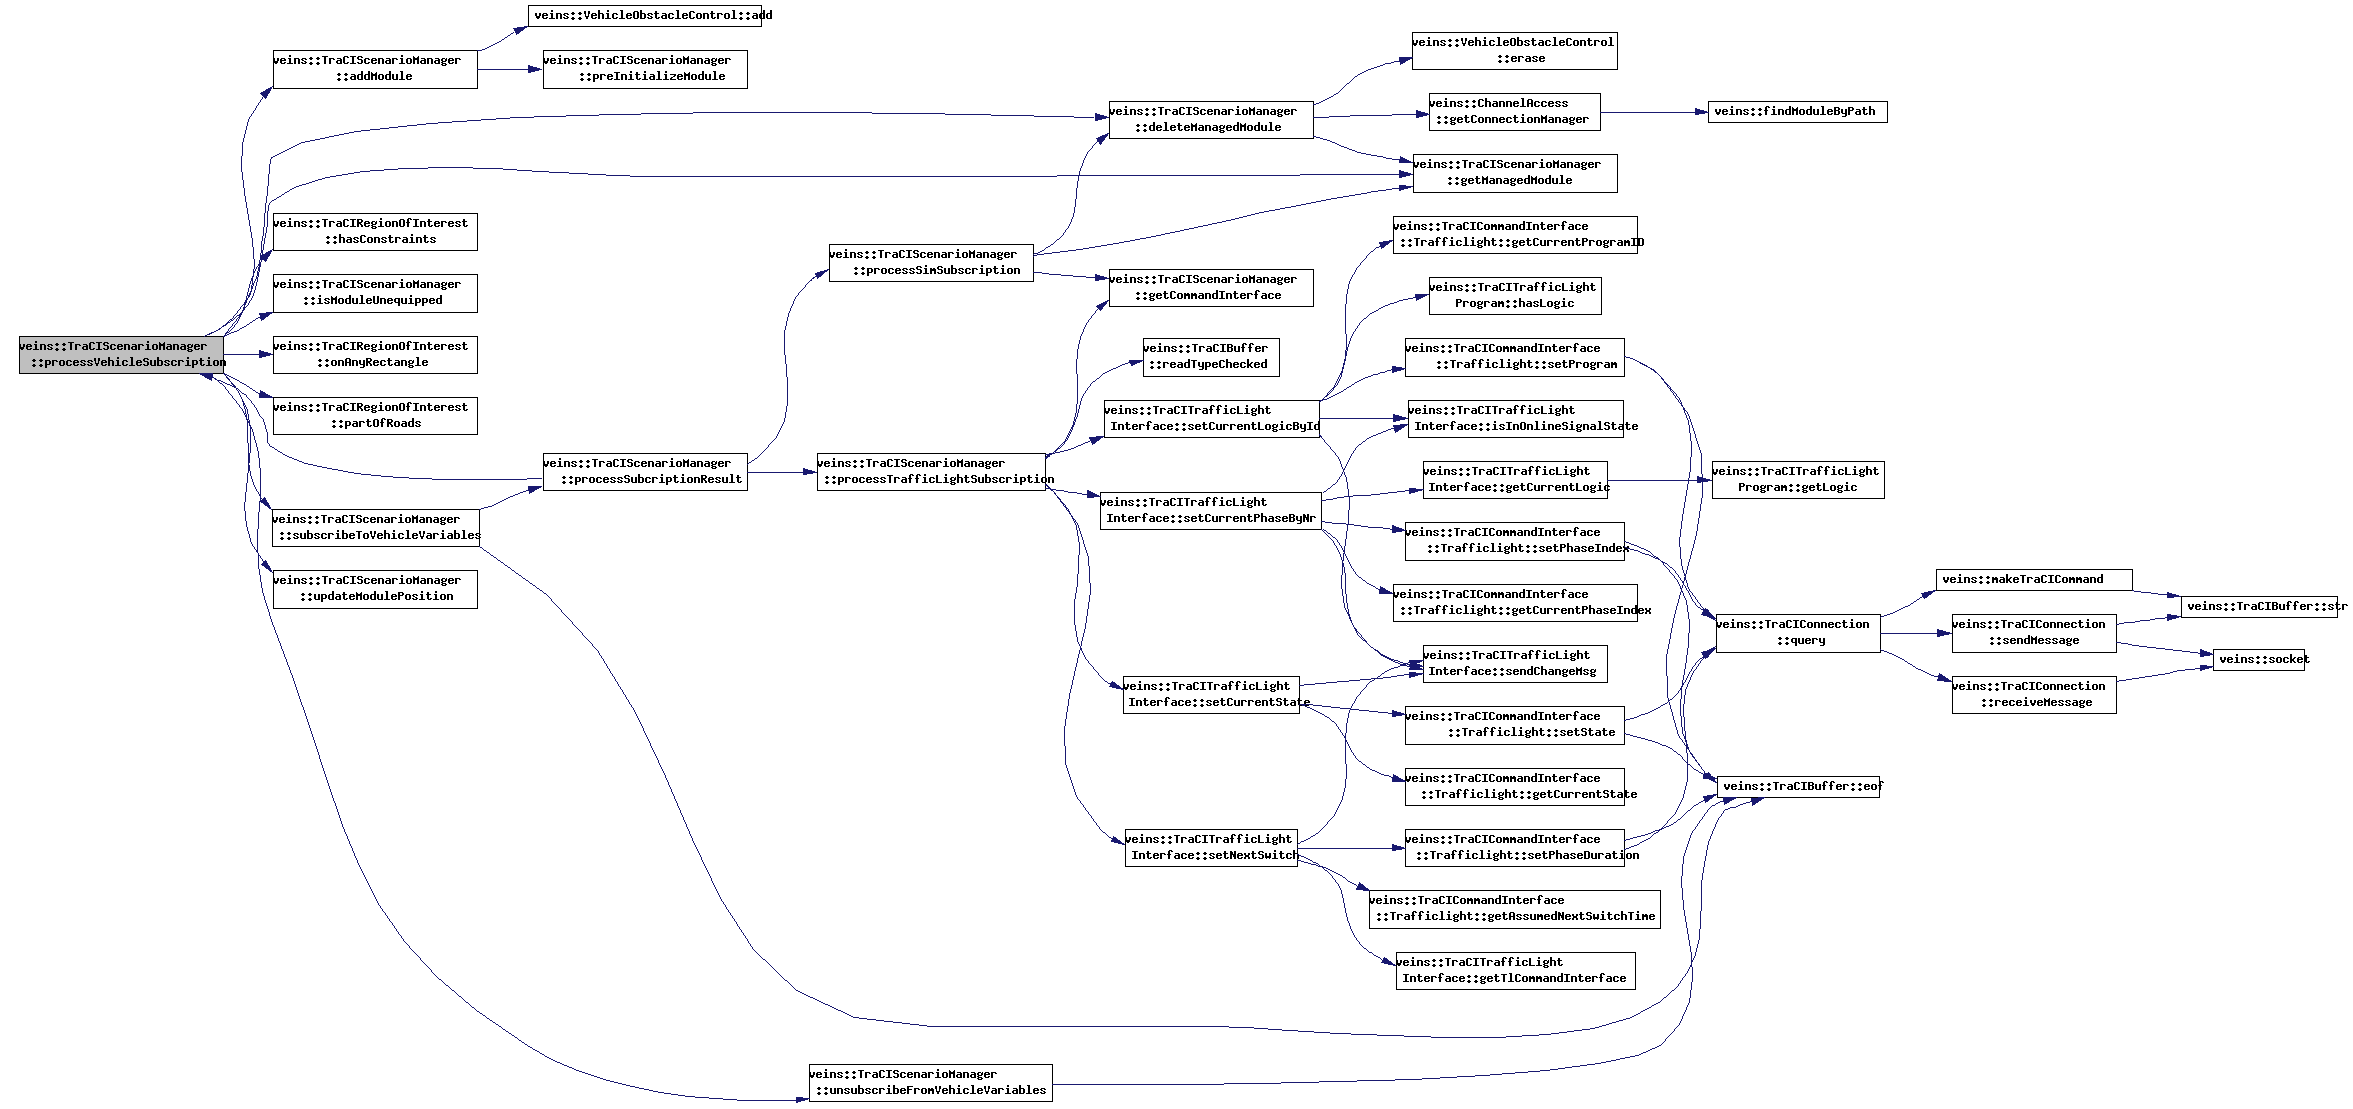 veins::VehicleObstacleControl::add
veins::TraCIScenarioManager
::addModule
veins::TraCIScenarioManager
::preInitializeModule
veins::VehicleObstacleControl
::erase
veins::TraCIScenarioManager
::deleteManagedModule
veins::ChannelAccess
::getConnectionManager
veins::findModuleByPath
veins::TraCIScenarioManager
::getManagedModule
veins::TraCIRegionOfInterest
::hasConstraints
veins::TraCICommandInterface
::Trafficlight::getCurrentProgramID
veins::TraCIScenarioManager
::processSimSubscription
veins::TraCIScenarioManager
::isModuleUnequipped
veins::TraCIScenarioManager
::getCommandInterface
veins::TraCITrafficLight
Program::hasLogic
veins::TraCIScenarioManager
::processVehicleSubscription
veins::TraCIRegionOfInterest
::onAnyRectangle
veins::TraCIBuffer
::readTypeChecked
veins::TraCICommandInterface
::Trafficlight::setProgram
veins::TraCIRegionOfInterest
::partOfRoads
veins::TraCITrafficLight
Interface::setCurrentLogicById
veins::TraCITrafficLight
Interface::isInOnlineSignalState
veins::TraCIScenarioManager
::processSubcriptionResult
veins::TraCIScenarioManager
::processTrafficLightSubscription
veins::TraCITrafficLight
Interface::getCurrentLogic
veins::TraCITrafficLight
Program::getLogic
veins::TraCIScenarioManager
::subscribeToVehicleVariables
veins::TraCITrafficLight
Interface::setCurrentPhaseByNr
veins::TraCICommandInterface
::Trafficlight::setPhaseIndex
veins::TraCIScenarioManager
::updateModulePosition
veins::TraCICommandInterface
::Trafficlight::getCurrentPhaseIndex
veins::makeTraCICommand
veins::TraCIBuffer::str
veins::TraCIConnection
::query
veins::TraCIConnection
::sendMessage
veins::socket
veins::TraCITrafficLight
Interface::sendChangeMsg
veins::TraCIConnection
::receiveMessage
veins::TraCITrafficLight
Interface::setCurrentState
veins::TraCICommandInterface
::Trafficlight::setState
veins::TraCICommandInterface
::Trafficlight::getCurrentState
veins::TraCIBuffer::eof
veins::TraCITrafficLight
Interface::setNextSwitch
veins::TraCICommandInterface
::Trafficlight::setPhaseDuration
veins::TraCICommandInterface
::Trafficlight::getAssumedNextSwitchTime
veins::TraCITrafficLight
Interface::getTlCommandInterface
veins::TraCIScenarioManager
::unsubscribeFromVehicleVariables